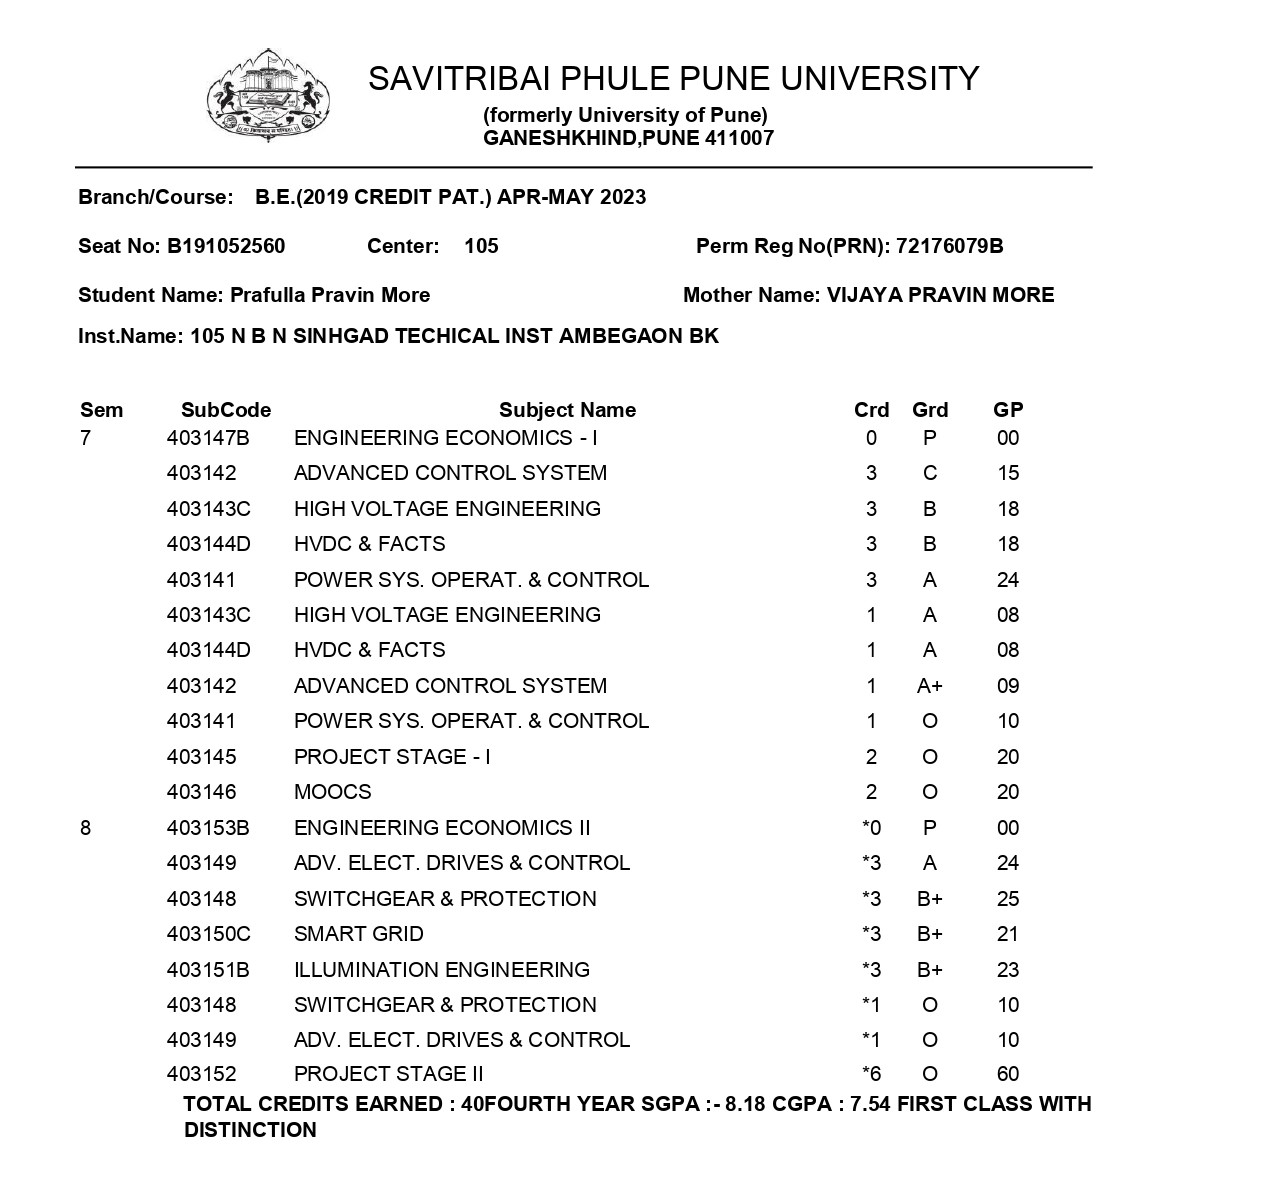 SAVITRIBAI PHULE PUNE UNIVERSITY
(formerly University of Pune)
GANESHKHIND,PUNE 411007
Branch/Course: B.E.(2019 CREDIT PAT.) APR-MAY 2023
Seat No: B191052560 Center: 105 Perm Reg No(PRN): 72176079B
Student Name: Prafulla Pravin More Mother Name: VIJAYA PRAVIN MORE
Inst.Name: 105 N B N SINHGAD TECHICAL INST AMBEGAON BK
Sem SubCode Subject Name Crd Grd GP
7 403147B ENGINEERING ECONOMICS - I 0 P 00
403142 ADVANCED CONTROL SYSTEM 3 C 15
403143C HIGH VOLTAGE ENGINEERING 3 B 18
403144D HVDC & FACTS 3 B 18
403141 POWER SYS. OPERAT. & CONTROL 3 A 24
403143C HIGH VOLTAGE ENGINEERING 1 A 08
403144D HVDC & FACTS 1 A 08
403142 ADVANCED CONTROL SYSTEM 1 A+ 09
403141 POWER SYS. OPERAT. & CONTROL 1 O 10
403145 PROJECT STAGE - I 2 O 20
403146 MOOCS 2 O 20
8 403153B ENGINEERING ECONOMICS II *0 P 00
403149 ADV. ELECT. DRIVES & CONTROL *3 A 24
403148 SWITCHGEAR & PROTECTION *3 B+ 25
403150C SMART GRID *3 B+ 21
403151B ILLUMINATION ENGINEERING *3 B+ 23
403148 SWITCHGEAR & PROTECTION *1 O 10
403149 ADV. ELECT. DRIVES & CONTROL *1 O 10
403152 PROJECT STAGE II *6 O 60
TOTAL CREDITS EARNED : 40FOURTH YEAR SGPA :- 8.18 CGPA : 7.54 FIRST CLASS WITH
DISTINCTION